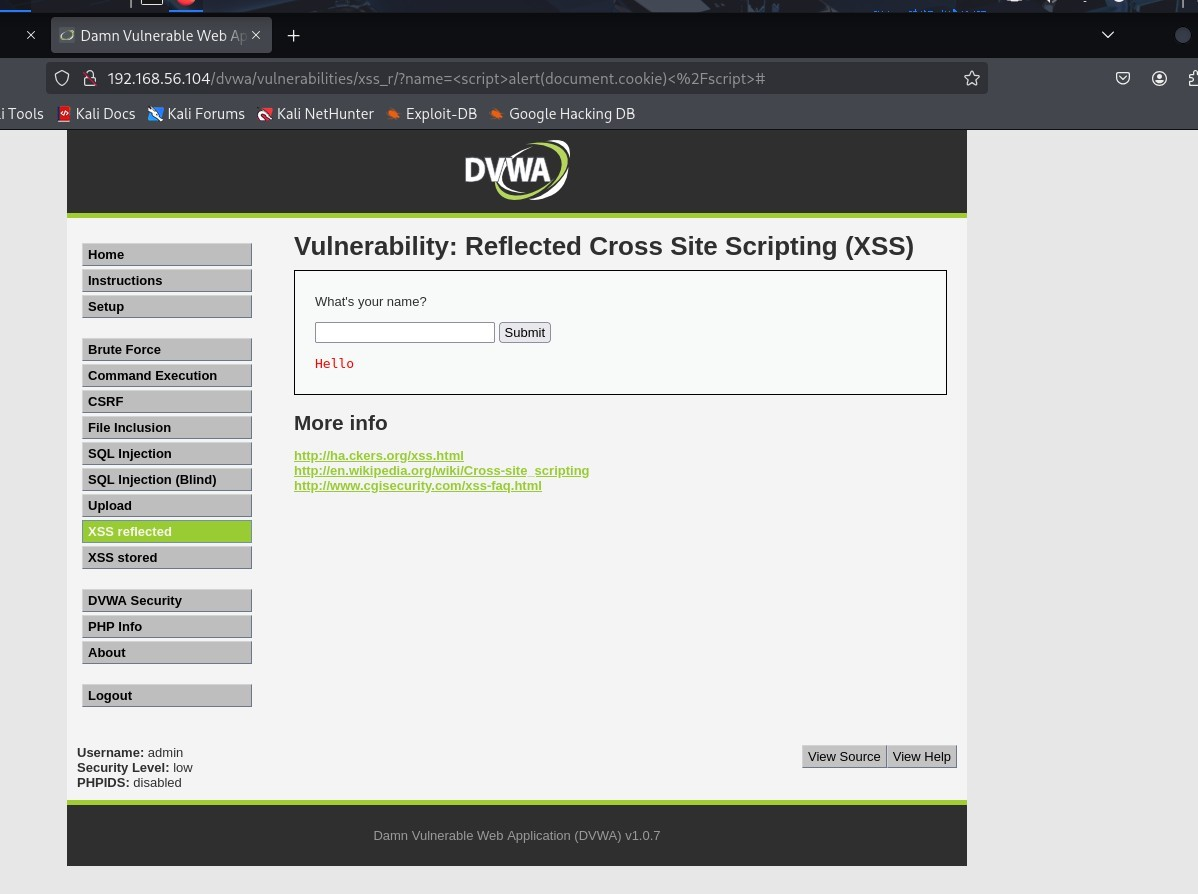 Damn Vulnerable Web Ap
192.168.56.104/dvwa/vulnerabilities/xss_r/?name=<script>alert(document.cookie)<%2Fscript>#
i Tools Kali Docs Kali Forums Kali NetHunter Exploit-DB Google Hacking DB
DVWA
Home
Instructions
Setup
Brute Force
Command Execution
CSRF
File Inclusion
SQL Injection
SQL Injection (Blind)
Upload
XSS reflected
XSS stored
DVWA Security
PHP Info
About
Logout
Vulnerability: Reflected Cross Site Scripting (XSS)
What's your name?
Submit
Hello
More info
http://ha.ckers.org/xss.html
http://en.wikipedia.org/wiki/Cross-site_scripting
http://www.cgisecurity.com/xss-faq.html
Username: admin
Security Level: low
PHPIDS: disabled
View Source View Help
Damn Vulnerable Web Application (DVWA) v1.0.7